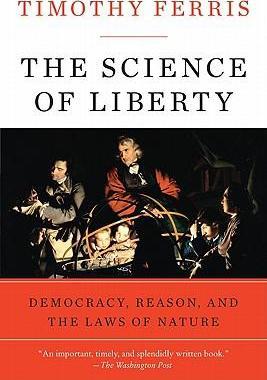 TIMOTHY FERRIS
THE SCIENCE
OF LIBERTY
DEMOCRACY, REASON, AND
THE LAWS OF NATURE
"An important, timely, and splendidly written book."
—The Washington Post